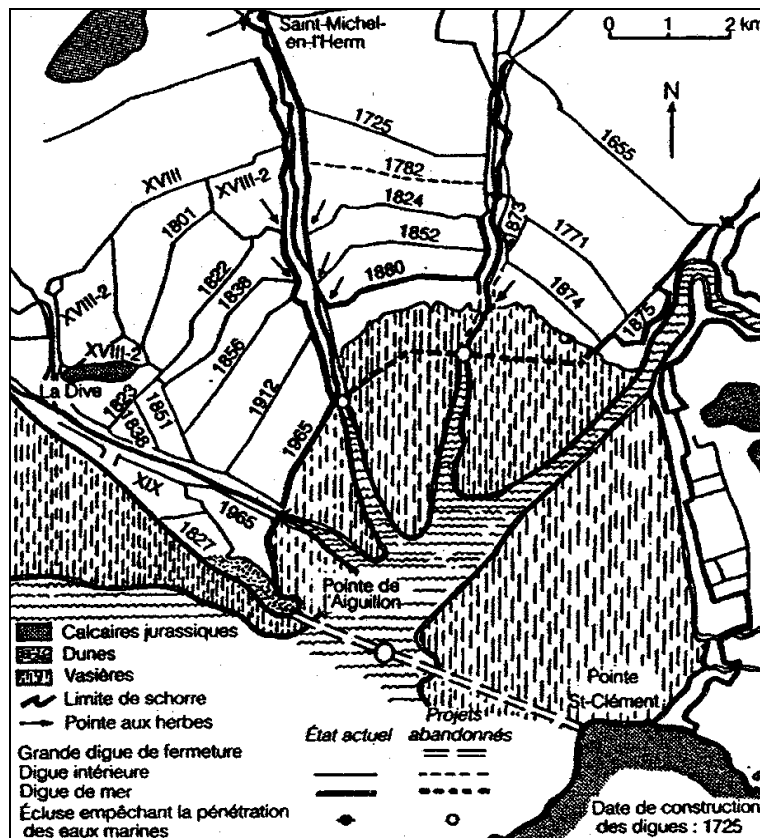 Saint-Michel-
en-l'Herm
0 1 2 km
N
1725
1655
1782
XVIII
XVIII-2
XVIII-2
1801
1824
1873
1771
1852
1822
1838
1880
1874
1875
XVIII-2
XVIII-2
La Dive
1856
1912
1823
1851
1838
1965
XIX
1965
1827
Pointe de
l'Aiguillon
Pointe
St-Clément
Calcaires jurassiques
Dunes
Vasières
Limite de schorre
Pointe aux herbes
État actuel
Projets
abandonnés
Grande digue de fermeture
Digue intérieure
Digue de mer
Écluse empêchant la pénétration
des eaux marines
Date de construction
des digues : 1725